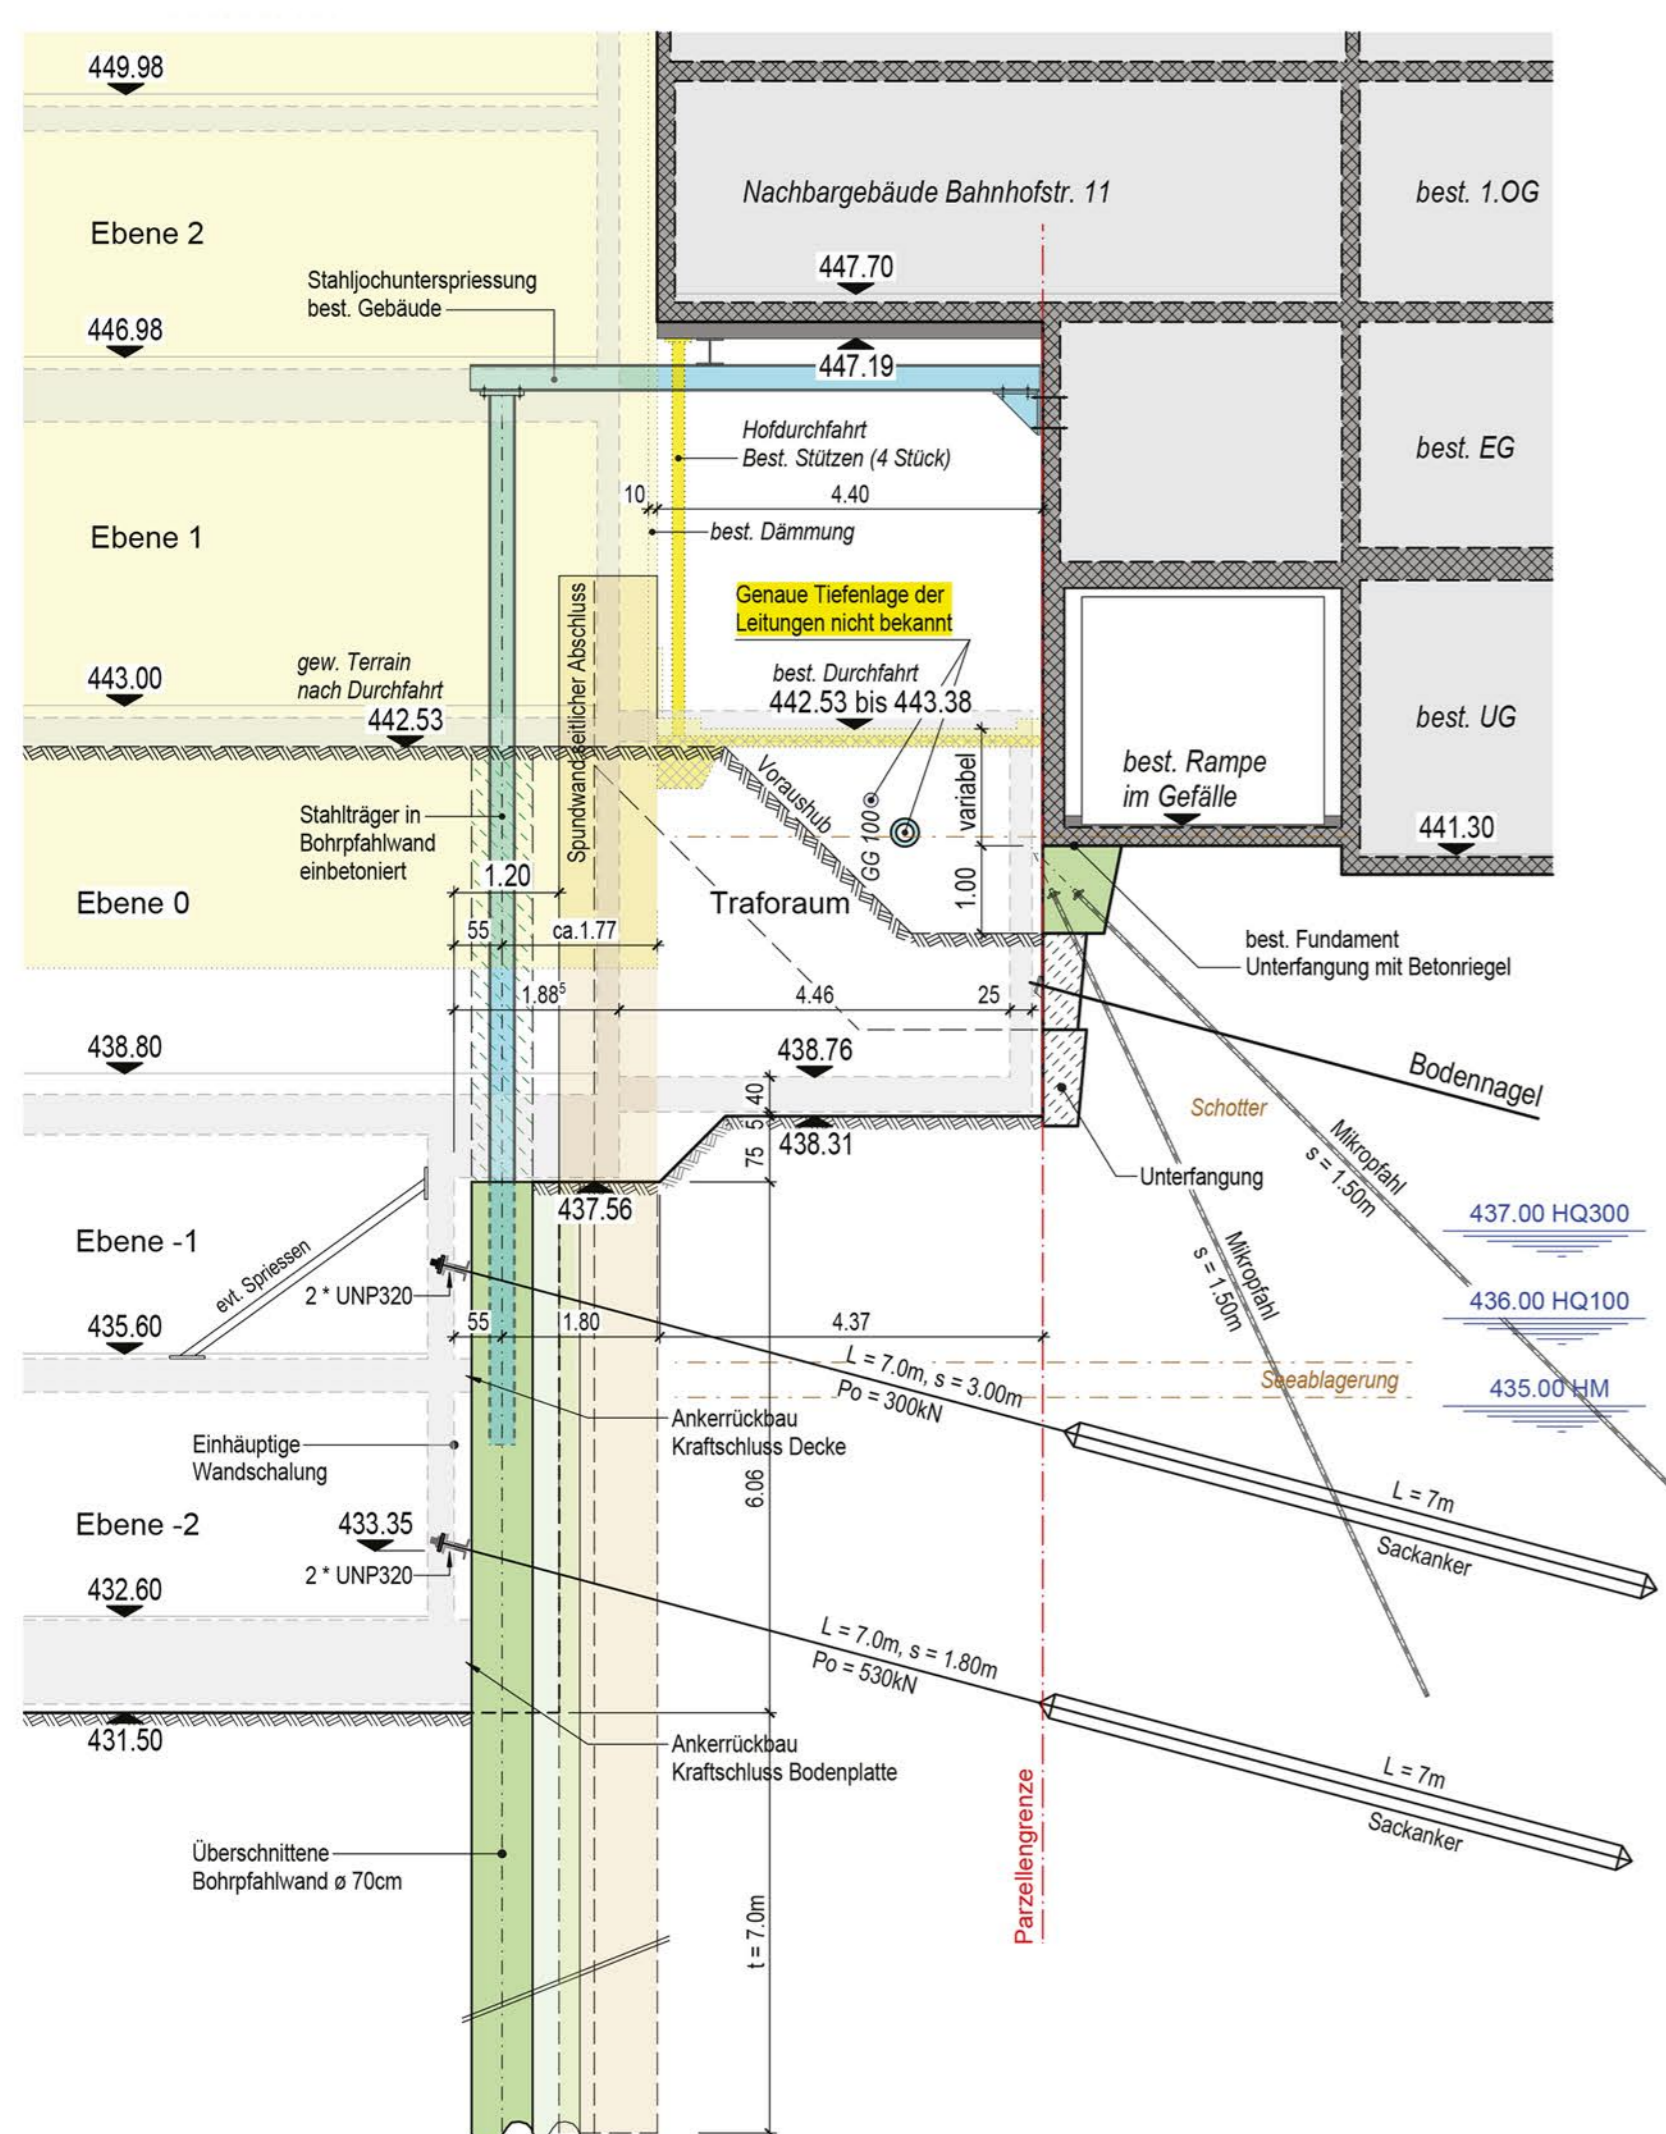 449.98
Nachbargebäude Bahnhofstr. 11
best. 1.OG
Ebene 2
Stahljochunterspriessung
best. Gebäude
447.70
446.98
447.19
Hofdurchfahrt
Best. Stützen (4 Stück)
best. EG
10
4.40
best. Dämmung
Ebene 1
Genaue Tiefenlage der
Leitungen nicht bekannt
Spundwand seitlicher Abschluss
gew. Terrain
nach Durchfahrt
443.00
442.53
best. Durchfahrt
442.53 bis 443.38
best. UG
Voraushub
GG 100
variabel
best. Rampe
im Gefälle
441.30
Stahlträger in
Bohrpfahlwand
einbetoniert
1.20
1.00
Ebene 0
Traforaum
55
ca.1.77
best. Fundament
Unterfangung mit Betonriegel
1.88⁵
4.46
25
438.80
438.76
40
Bodennagel
Schotter
5
438.31
75
Mikropfahl
s = 1.50m
Unterfangung
437.56
437.00 HQ300
Ebene -1
evt. Spriessen
2 * UNP320
Mikropfahl
s = 1.50m
436.00 HQ100
435.60
55
1.80
4.37
L = 7.0m, s = 3.00m
Po = 300kN
Seeablagerung
435.00 HM
Ankerrückbau
Kraftschluss Decke
Einhäuptige
Wandschalung
6.06
L = 7m
Sackanker
Ebene -2
433.35
2 * UNP320
432.60
L = 7.0m, s = 1.80m
Po = 530kN
431.50
Ankerrückbau
Kraftschluss Bodenplatte
L = 7m
Sackanker
Parzellengrenze
Überschnittene
Bohrpfahlwand ø 70cm
t = 7.0m